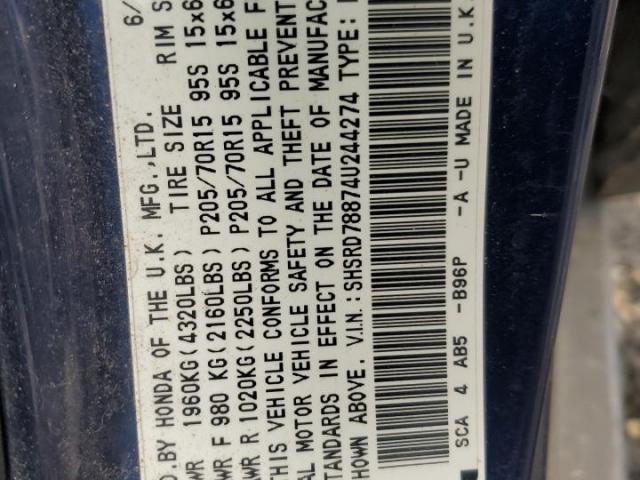 6/
D.BY HONDA OF THE U.K. MFG.,LTD.
TIRE SIZE RIM S
WR 1960KG(4320LBS)
WR F 980 KG(2160LBS) P205/70R15 95S 15x6
WR R 1020KG(2250LBS) P205/70R15 95S 15x6
THIS VEHICLE CONFORMS TO ALL APPLICABLE F
AL MOTOR VEHICLE SAFETY AND THEFT PREVENT
TANDARDS IN EFFECT ON THE DATE OF MANUFAC
HOWN ABOVE. V.I.N.:SHSRD78874U244274 TYPE:
SCA 4 AB5 -B96P -A -U MADE IN U.K.